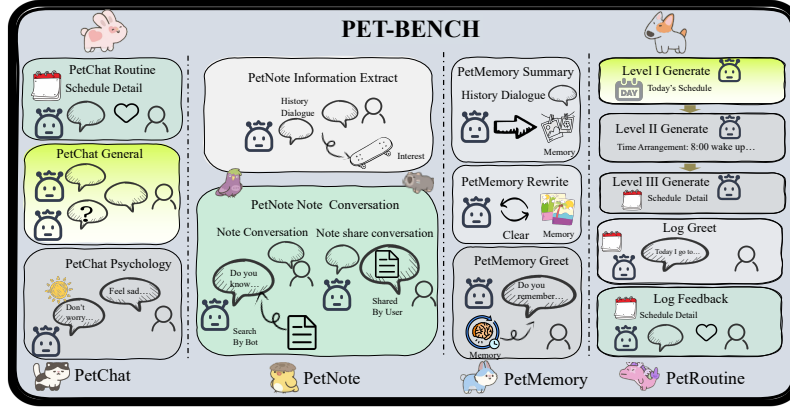 PET-BENCH
PetChat Routine
Schedule Detail
PetChat General
?
PetChat Psychology
Feel sad…
Don't
worry…
PetChat
PetNote Information Extract
History
Dialogue
Interest
PetNote Note Conversation
Note Conversation
Note share conversation
Do you
know…
Search
By Bot
Shared
By User
PetNote
PetMemory Summary
History Dialogue
Memory
PetMemory Rewrite
Clear
Memory
PetMemory Greet
Do you
remember…
Memory
PetMemory
Level I Generate
DAY
Today's Schedule
Level II Generate
Time Arrangement: 8:00 wake up…
Level III Generate
Schedule Detail
Log Greet
Today I go to…
Log Feedback
Schedule Detail
PetRoutine